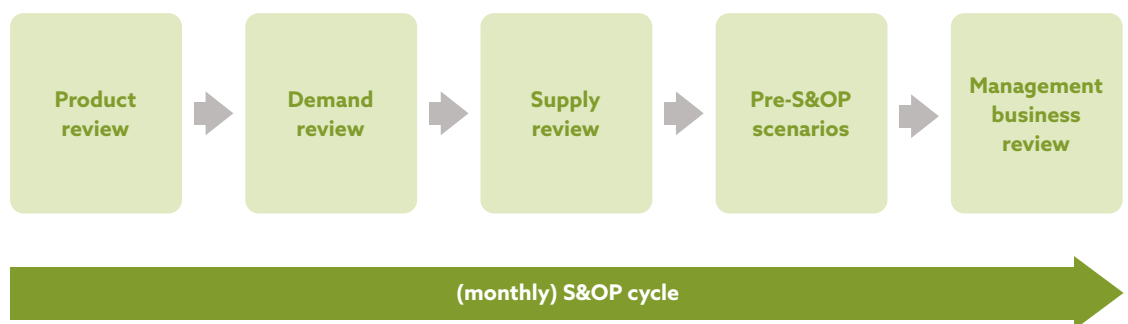 Product
review
Demand
review
Supply
review
Pre-S&OP
scenarios
Management
business
review
(monthly) S&OP cycle